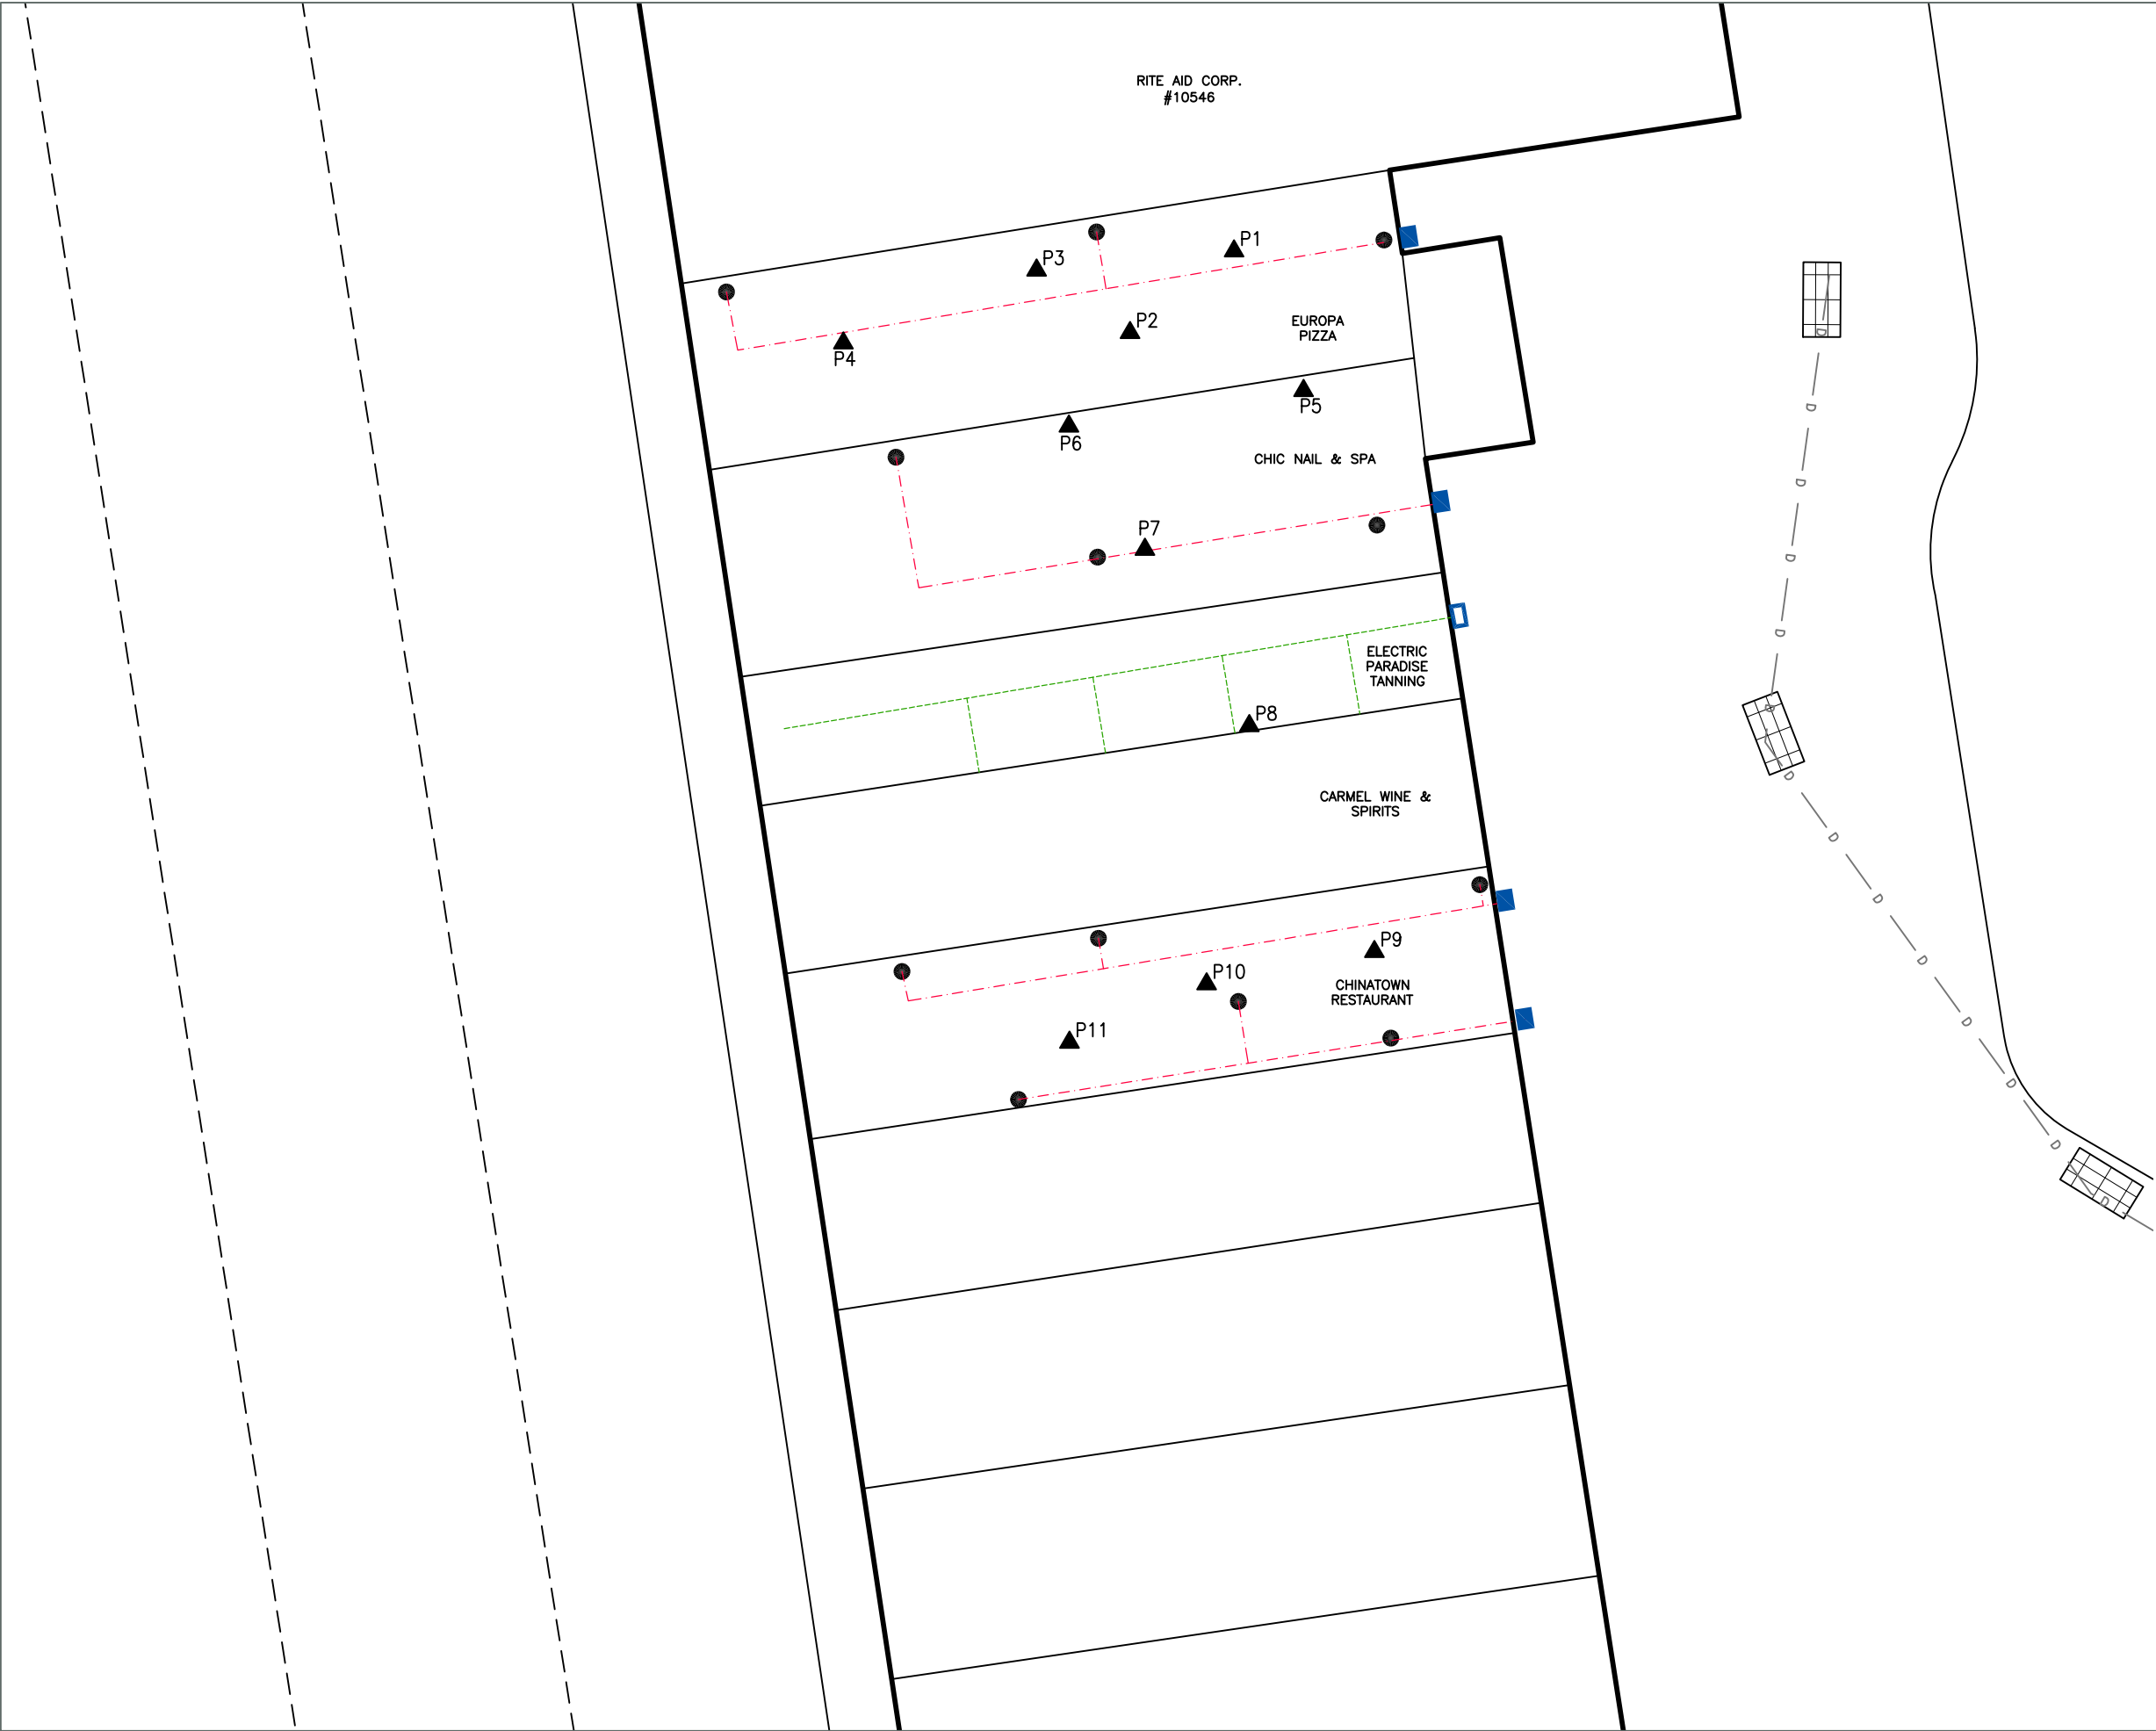 RITE AID CORP.
#10546
P1
P3
P2
EUROPA
PIZZA
P4
P5
P6
CHIC NAIL & SPA
P7
ELECTRIC
PARADISE
TANNING
P8
CARMEL WINE &
SPIRITS
P9
P10
CHINATOWN
RESTAURANT
P11
D
D
D
D
D
D
D
D
D
D
D
D
D
D